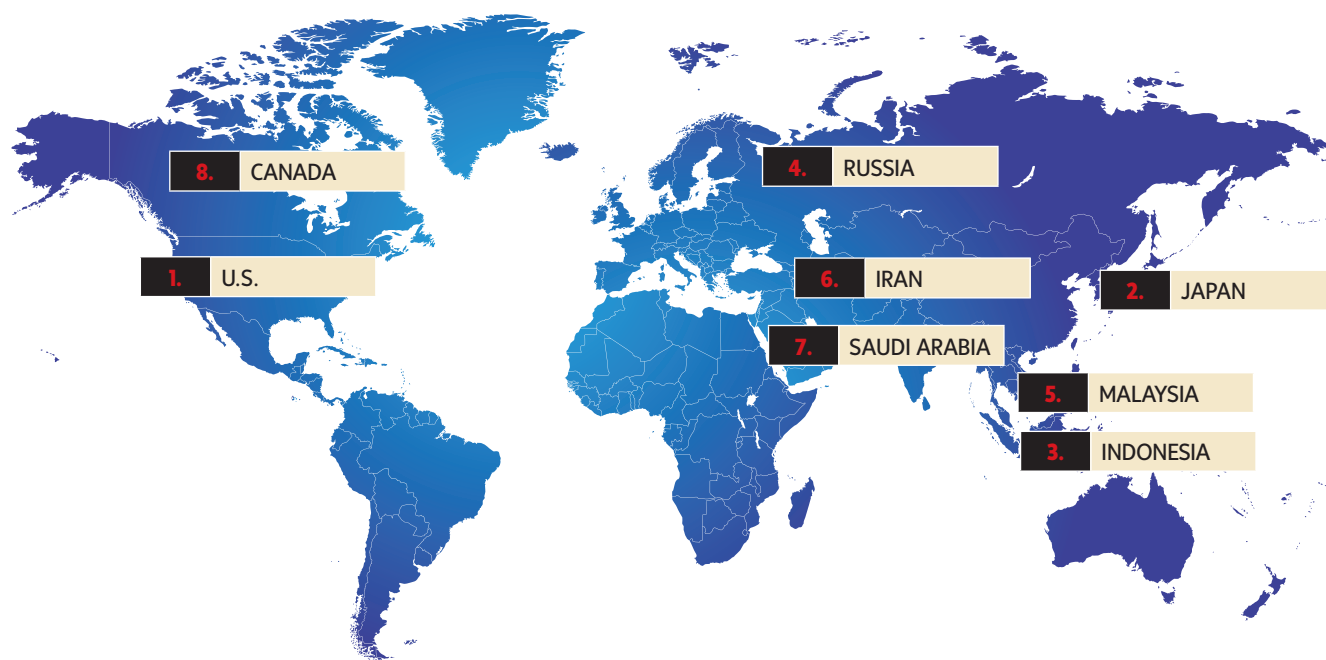 8. CANADA
4. RUSSIA
1. U.S.
6. IRAN
2. JAPAN
7. SAUDI ARABIA
5. MALAYSIA
3. INDONESIA